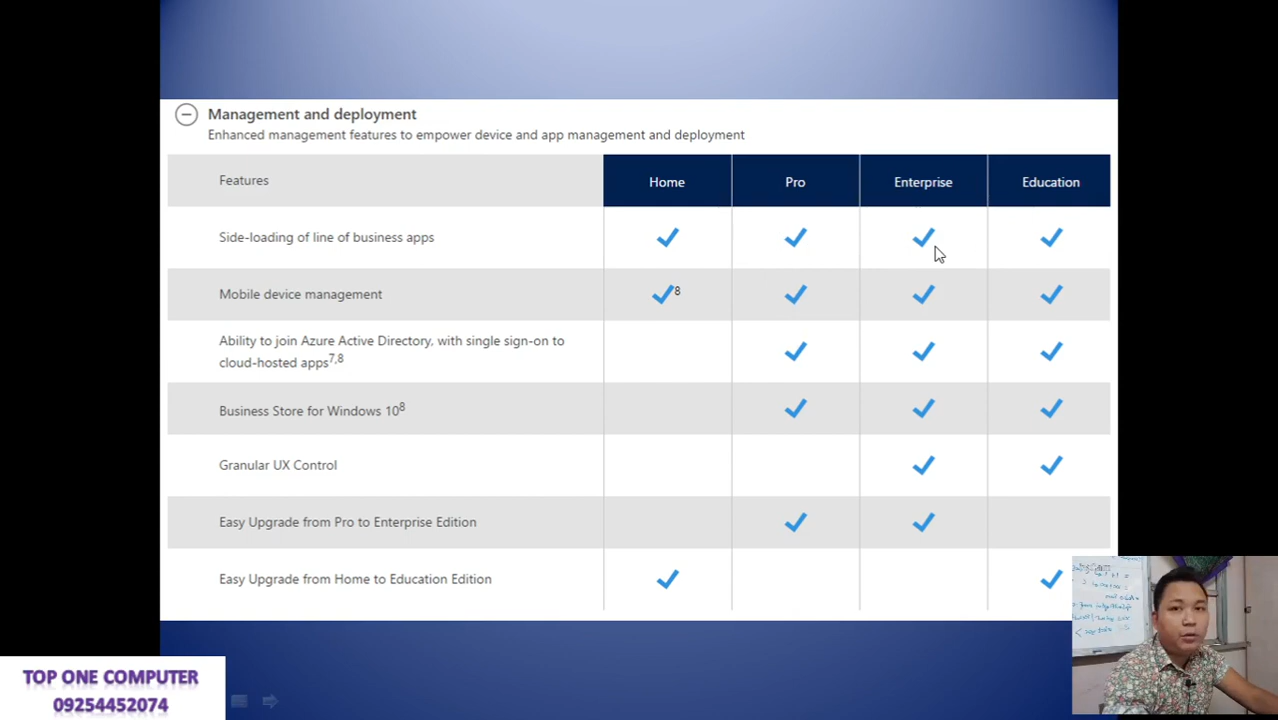 Management and deployment
Enhanced management features to empower device and app management and deployment
Features Home Pro Enterprise Education
Side-loading of line of business apps
Mobile device management 8
Ability to join Azure Active Directory, with single sign-on to
cloud-hosted apps7,8
Business Store for Windows 108
Granular UX Control
Easy Upgrade from Pro to Enterprise Edition
Easy Upgrade from Home to Education Edition
TOP ONE COMPUTER
09254452074